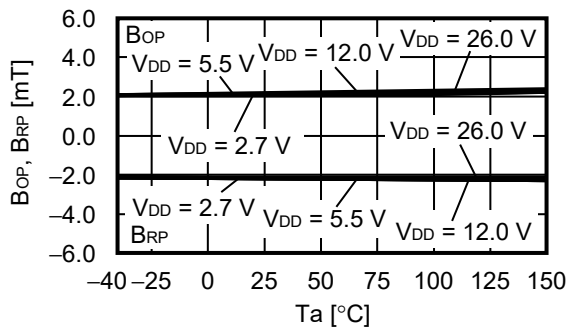 BOP, BRP [mT]
6.0
4.0
2.0
0.0
−2.0
−4.0
−6.0
BOP
VDD = 5.5 V
VDD = 12.0 V
VDD = 26.0 V
VDD = 2.7 V
VDD = 26.0 V
VDD = 2.7 V
VDD = 5.5 V
VDD = 12.0 V
BRP
−40 −25 0 25 50 75 100 125 150
Ta [°C]